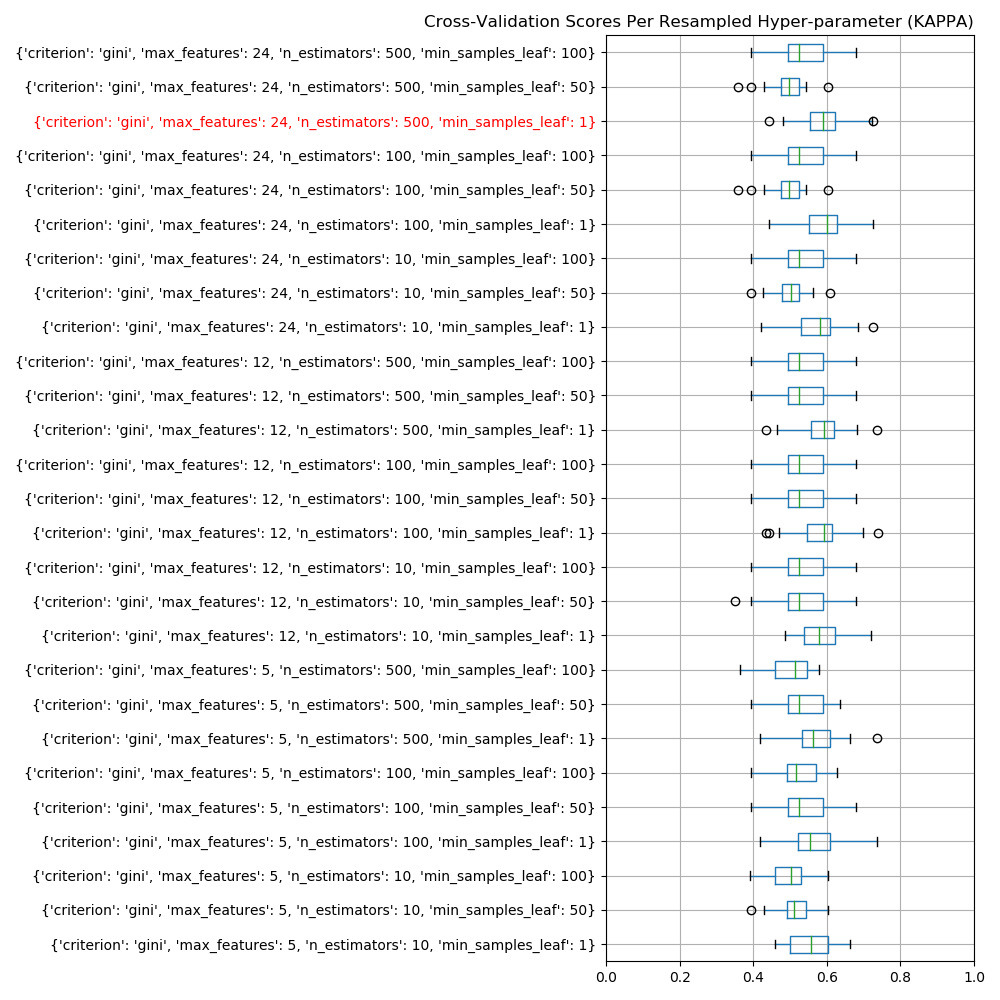 Cross-Validation Scores Per Resampled Hyper-parameter (KAPPA)
{'criterion': 'gini', 'max_features': 24, 'n_estimators': 500, 'min_samples_leaf': 100}
{'criterion': 'gini', 'max_features': 24, 'n_estimators': 500, 'min_samples_leaf': 50}
{'criterion': 'gini', 'max_features': 24, 'n_estimators': 500, 'min_samples_leaf': 1}
{'criterion': 'gini', 'max_features': 24, 'n_estimators': 100, 'min_samples_leaf': 100}
{'criterion': 'gini', 'max_features': 24, 'n_estimators': 100, 'min_samples_leaf': 50}
{'criterion': 'gini', 'max_features': 24, 'n_estimators': 100, 'min_samples_leaf': 1}
{'criterion': 'gini', 'max_features': 24, 'n_estimators': 10, 'min_samples_leaf': 100}
{'criterion': 'gini', 'max_features': 24, 'n_estimators': 10, 'min_samples_leaf': 50}
{'criterion': 'gini', 'max_features': 24, 'n_estimators': 10, 'min_samples_leaf': 1}
{'criterion': 'gini', 'max_features': 12, 'n_estimators': 500, 'min_samples_leaf': 100}
{'criterion': 'gini', 'max_features': 12, 'n_estimators': 500, 'min_samples_leaf': 50}
{'criterion': 'gini', 'max_features': 12, 'n_estimators': 500, 'min_samples_leaf': 1}
{'criterion': 'gini', 'max_features': 12, 'n_estimators': 100, 'min_samples_leaf': 100}
{'criterion': 'gini', 'max_features': 12, 'n_estimators': 100, 'min_samples_leaf': 50}
{'criterion': 'gini', 'max_features': 12, 'n_estimators': 100, 'min_samples_leaf': 1}
{'criterion': 'gini', 'max_features': 12, 'n_estimators': 10, 'min_samples_leaf': 100}
{'criterion': 'gini', 'max_features': 12, 'n_estimators': 10, 'min_samples_leaf': 50}
{'criterion': 'gini', 'max_features': 12, 'n_estimators': 10, 'min_samples_leaf': 1}
{'criterion': 'gini', 'max_features': 5, 'n_estimators': 500, 'min_samples_leaf': 100}
{'criterion': 'gini', 'max_features': 5, 'n_estimators': 500, 'min_samples_leaf': 50}
{'criterion': 'gini', 'max_features': 5, 'n_estimators': 500, 'min_samples_leaf': 1}
{'criterion': 'gini', 'max_features': 5, 'n_estimators': 100, 'min_samples_leaf': 100}
{'criterion': 'gini', 'max_features': 5, 'n_estimators': 100, 'min_samples_leaf': 50}
{'criterion': 'gini', 'max_features': 5, 'n_estimators': 100, 'min_samples_leaf': 1}
{'criterion': 'gini', 'max_features': 5, 'n_estimators': 10, 'min_samples_leaf': 100}
{'criterion': 'gini', 'max_features': 5, 'n_estimators': 10, 'min_samples_leaf': 50}
{'criterion': 'gini', 'max_features': 5, 'n_estimators': 10, 'min_samples_leaf': 1}
0.0 0.2 0.4 0.6 0.8 1.0